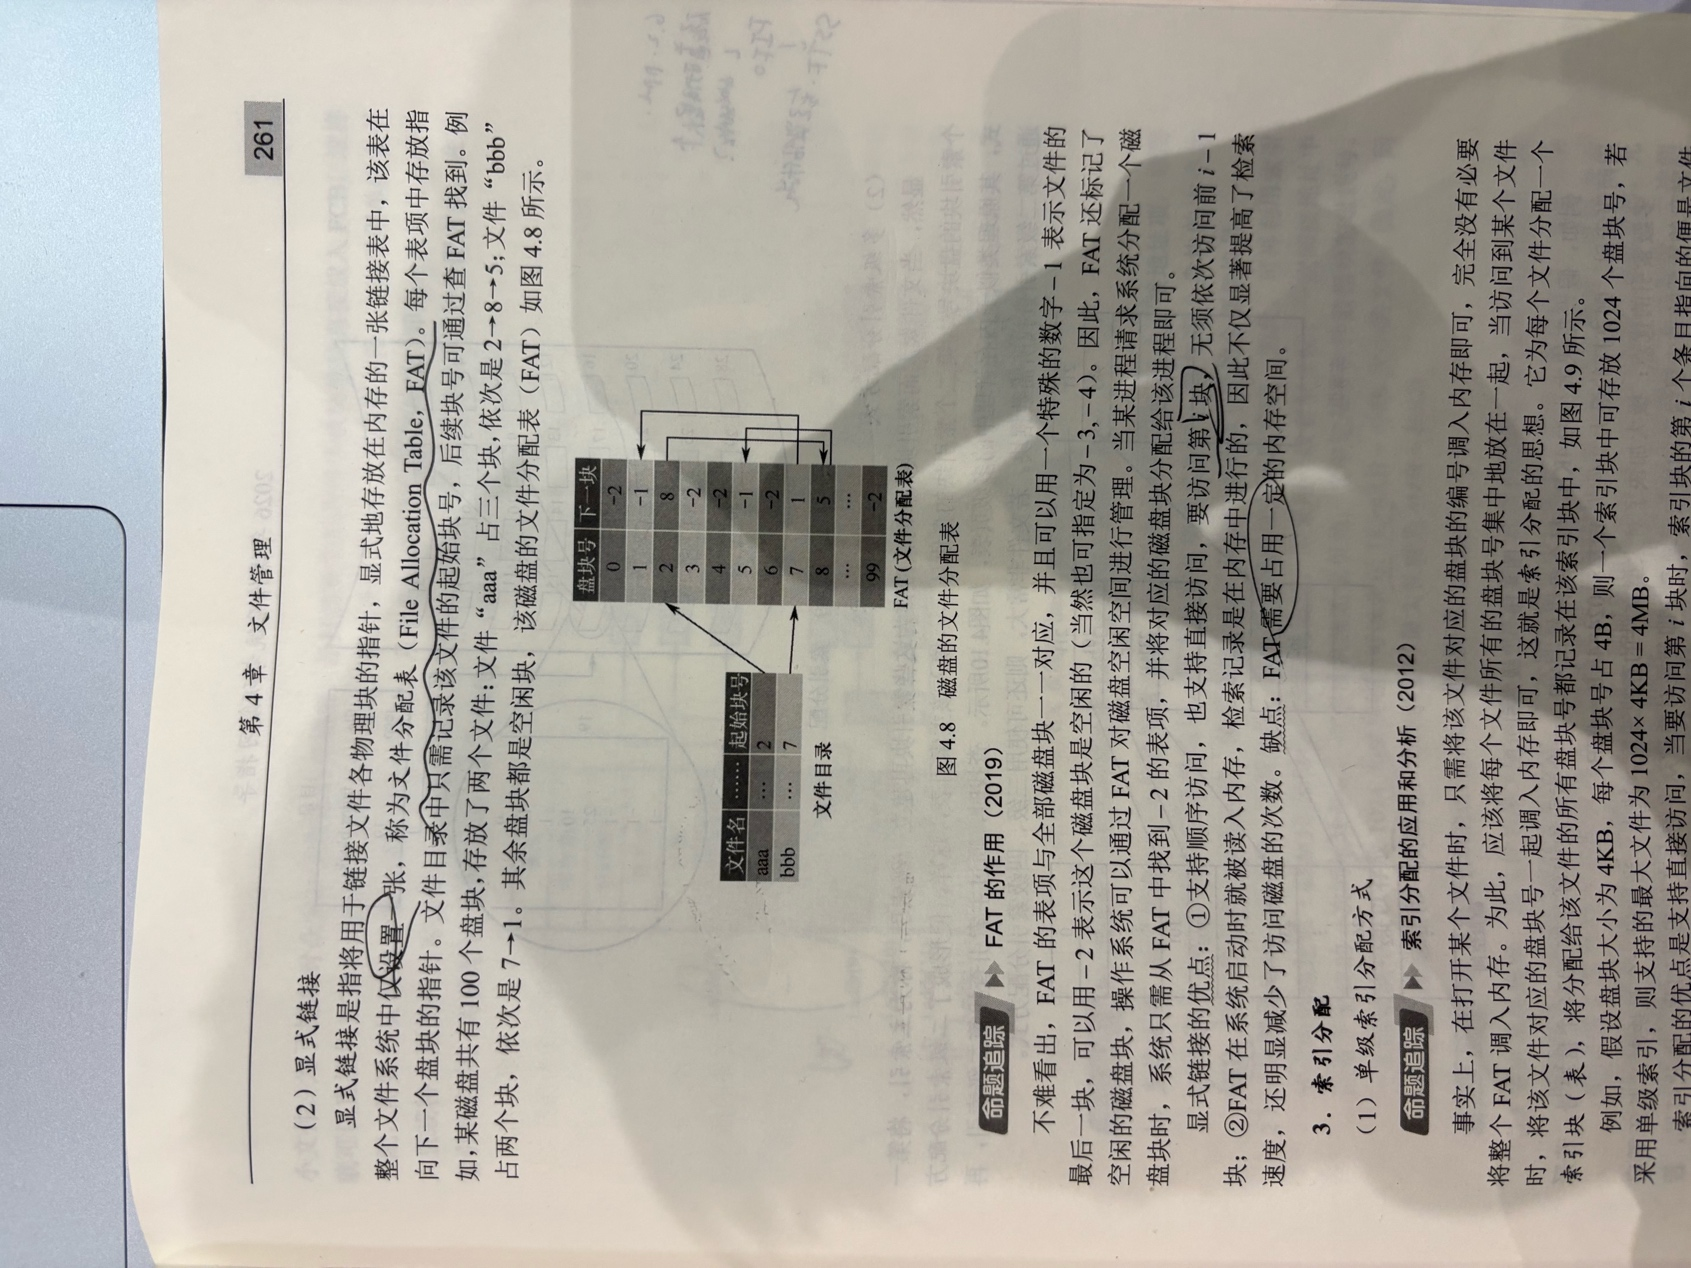 第 4 章  文件管理  261
（2）显式链接
显式链接是指将用于链接文件各物理块的指针，显式地存放在内存的一张链接表中，该表在
整个文件系统中仅设置一张，称为文件分配表（File Allocation Table, FAT）。每个表项中存放指
向下一个盘块的指针。文件目录中只需记录该文件的起始块号，后续块号可通过查 FAT 找到。例
如，某磁盘共有 100 个盘块，存放了两个文件：文件“aaa”占三个块，依次是 2→8→5；文件“bbb”
占两个块，依次是 7→1。其余盘块都是空闲块，该磁盘的文件分配表（FAT）如图 4.8 所示。
文件名 …… 起始块号
aaa … 2
bbb … 7
文件目录
盘块号 下一块
0 −2
1 −1
2 8
3 −2
4 −2
5 −1
6 −2
7 1
8 5
… …
99 −2
FAT(文件分配表)
图 4.8  磁盘的文件分配表
命题追踪 ▶▶ FAT 的作用（2019）
不难看出，FAT 的表项与全部磁盘块一一对应，并且可以用一个特殊的数字−1 表示文件的
最后一块，可以用−2 表示这个磁盘块是空闲的（当然也可指定为−3, −4）。因此，FAT 还标记了
空闲的磁盘块，操作系统可以通过 FAT 对磁盘空闲空间进行管理。当某进程请求系统分配一个磁
盘块时，系统只需从 FAT 中找到−2 的表项，并将对应的磁盘块分配给该进程即可。
显式链接的优点：①支持顺序访问，也支持直接访问，要访问第 i 块，无须依次访问前 i−1
块；②FAT 在系统启动时就被读入内存，检索记录是在内存中进行的，因此不仅显著提高了检索
速度，还明显减少了访问磁盘的次数。缺点：FAT 需要占用一定的内存空间。
3．索引分配
（1）单级索引分配方式
命题追踪 ▶▶ 索引分配的应用和分析（2012）
事实上，在打开某个文件时，只需将该文件对应的盘块的编号调入内存即可，完全没有必要
将整个 FAT 调入内存。为此，应该将每个文件所有的盘块号集中地放在一起，当访问到某个文件
时，将该文件对应的盘块号一起调入内存即可，这就是索引分配的思想。它为每个文件分配一个
索引块（表），将分配给该文件的所有盘块号都记录在该索引块中，如图 4.9 所示。
例如，假设盘块大小为 4KB，每个盘块号占 4B，则一个索引块中可存放 1024 个盘块号，若
采用单级索引，则支持的最大文件为 1024×4KB = 4MB。
索引分配的优点是支持直接访问，当要访问第 i 块时，索引块的第 i 个条目指向的便是文件